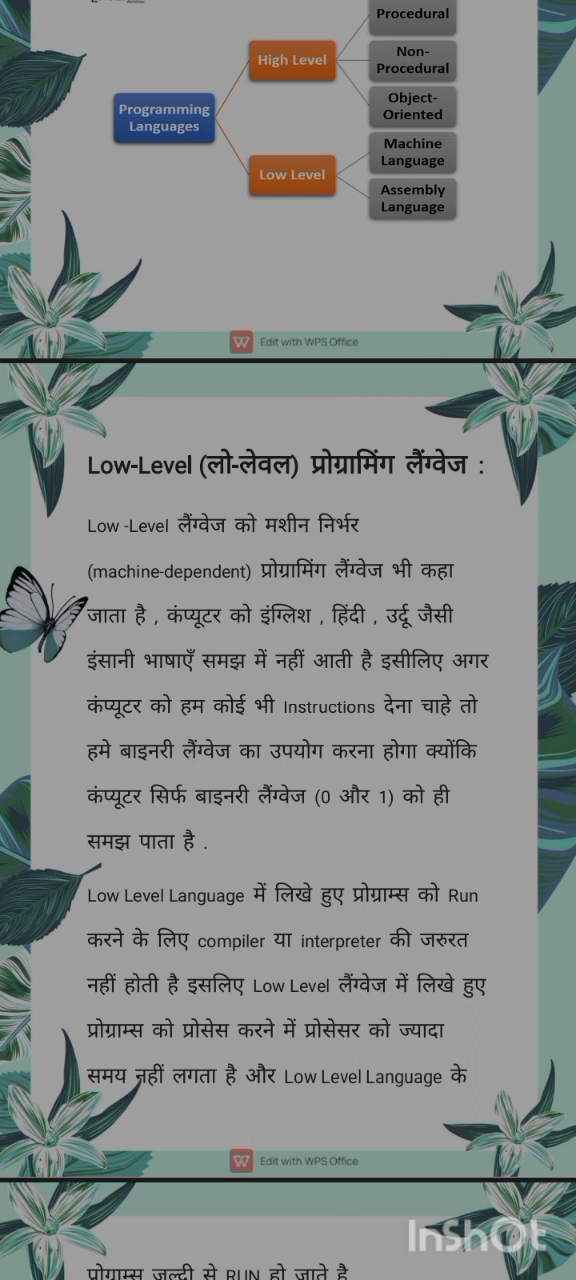 Procedural
High Level
Non-
Procedural
Programming
Languages
Object-
Oriented
Low Level
Machine
Language
Assembly
Language
Edit with WPS Office
Low-Level (लो-लेवल) प्रोग्रामिंग लैंग्वेज :
Low -Level लैंग्वेज को मशीन निर्भर
(machine-dependent) प्रोग्रामिंग लैंग्वेज भी कहा
जाता है , कंप्यूटर को इंग्लिश , हिंदी , उर्दू जैसी
इंसानी भाषाएँ समझ में नहीं आती है इसीलिए अगर
कंप्यूटर को हम कोई भी Instructions देना चाहे तो
हमे बाइनरी लैंग्वेज का उपयोग करना होगा क्योंकि
कंप्यूटर सिर्फ बाइनरी लैंग्वेज (0 और 1) को ही
समझ पाता है .
Low Level Language में लिखे हुए प्रोग्राम्स को Run
करने के लिए compiler या interpreter की जरुरत
नहीं होती है इसलिए Low Level लैंग्वेज में लिखे हुए
प्रोग्राम्स को प्रोसेस करने में प्रोसेसर को ज्यादा
समय नहीं लगता है और Low Level Language के
Edit with WPS Office
प्रोग्राम्स जल्दी से RUN हो जाते है
InShOt